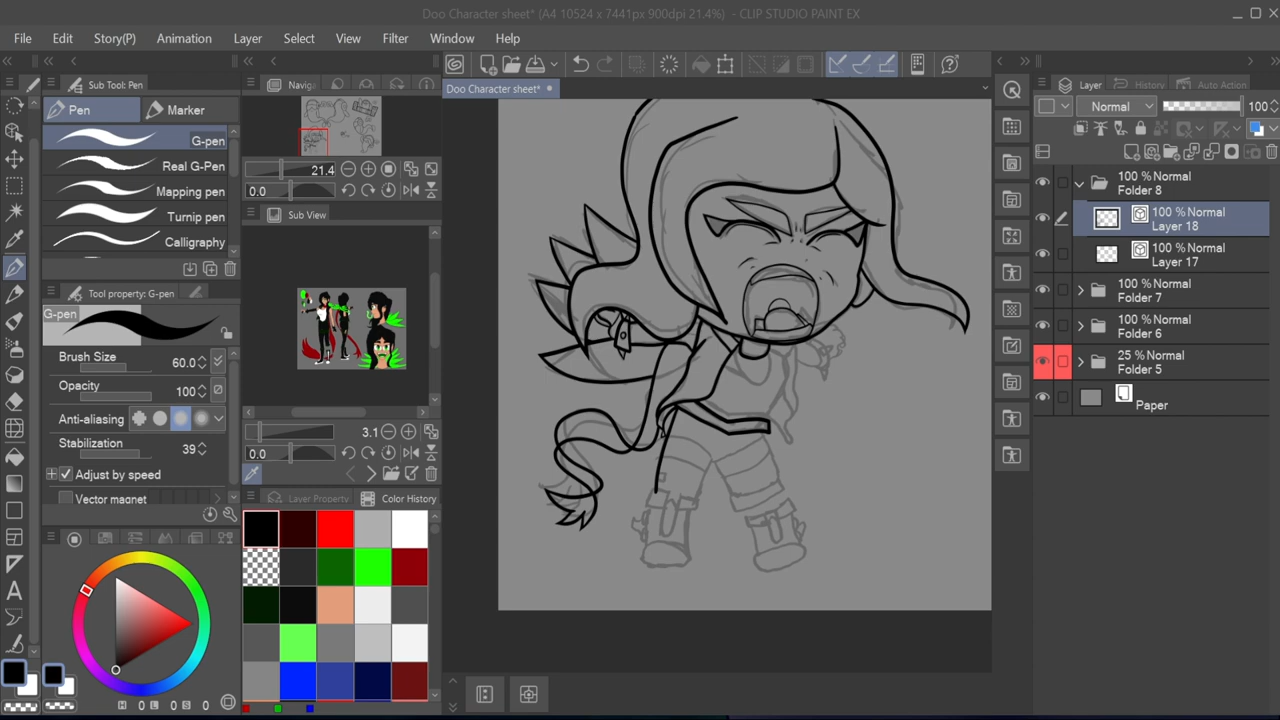 Doo Character sheet* (A4 10524 x 7441px 900dpi 21.4%) - CLIP STUDIO PAINT EX
File Edit Story(P) Animation Layer Select View Filter Window Help
Sub Tool: Pen
Pen Marker
G-pen
Real G-Pen
Mapping pen
Turnip pen
Calligraphy
Tool property: G-pen
G-pen
Brush Size 60.0
Opacity 100
Anti-aliasing
Stabilization 39
Adjust by speed
Vector magnet
H 0 L 0 S 0
Navig
21.4
0.0
Sub View
3.1
0.0
Layer Property Color History
Doo Character sheet*
Layer History Auto Action
Normal 100
100 % Normal
Folder 8
100 % Normal
Layer 18
100 % Normal
Layer 17
100 % Normal
Folder 7
100 % Normal
Folder 6
25 % Normal
Folder 5
Paper